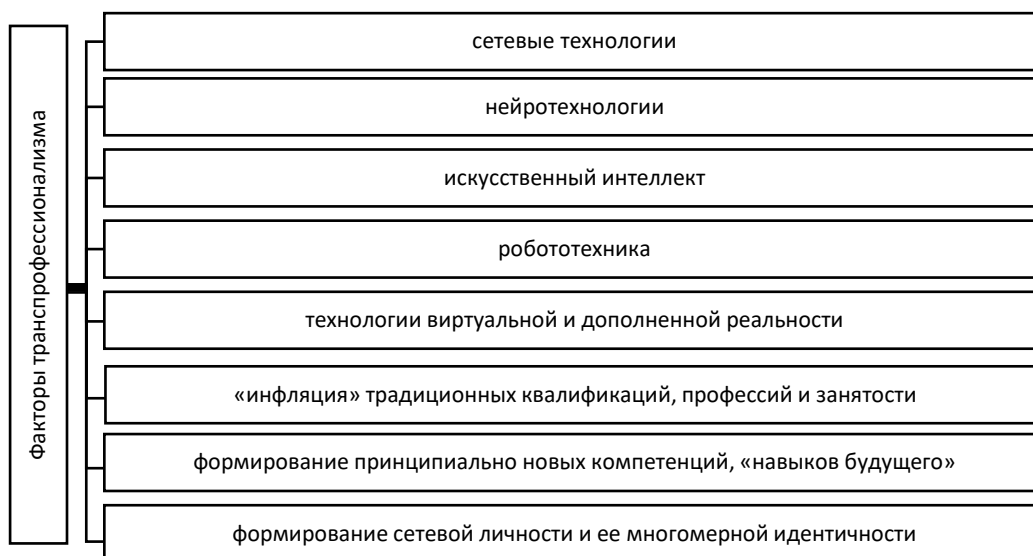 Факторы транспрофессионализма
сетевые технологии
нейротехнологии
искусственный интеллект
робототехника
технологии виртуальной и дополненной реальности
«инфляция» традиционных квалификаций, профессий и занятости
формирование принципиально новых компетенций, «навыков будущего»
формирование сетевой личности и ее многомерной идентичности